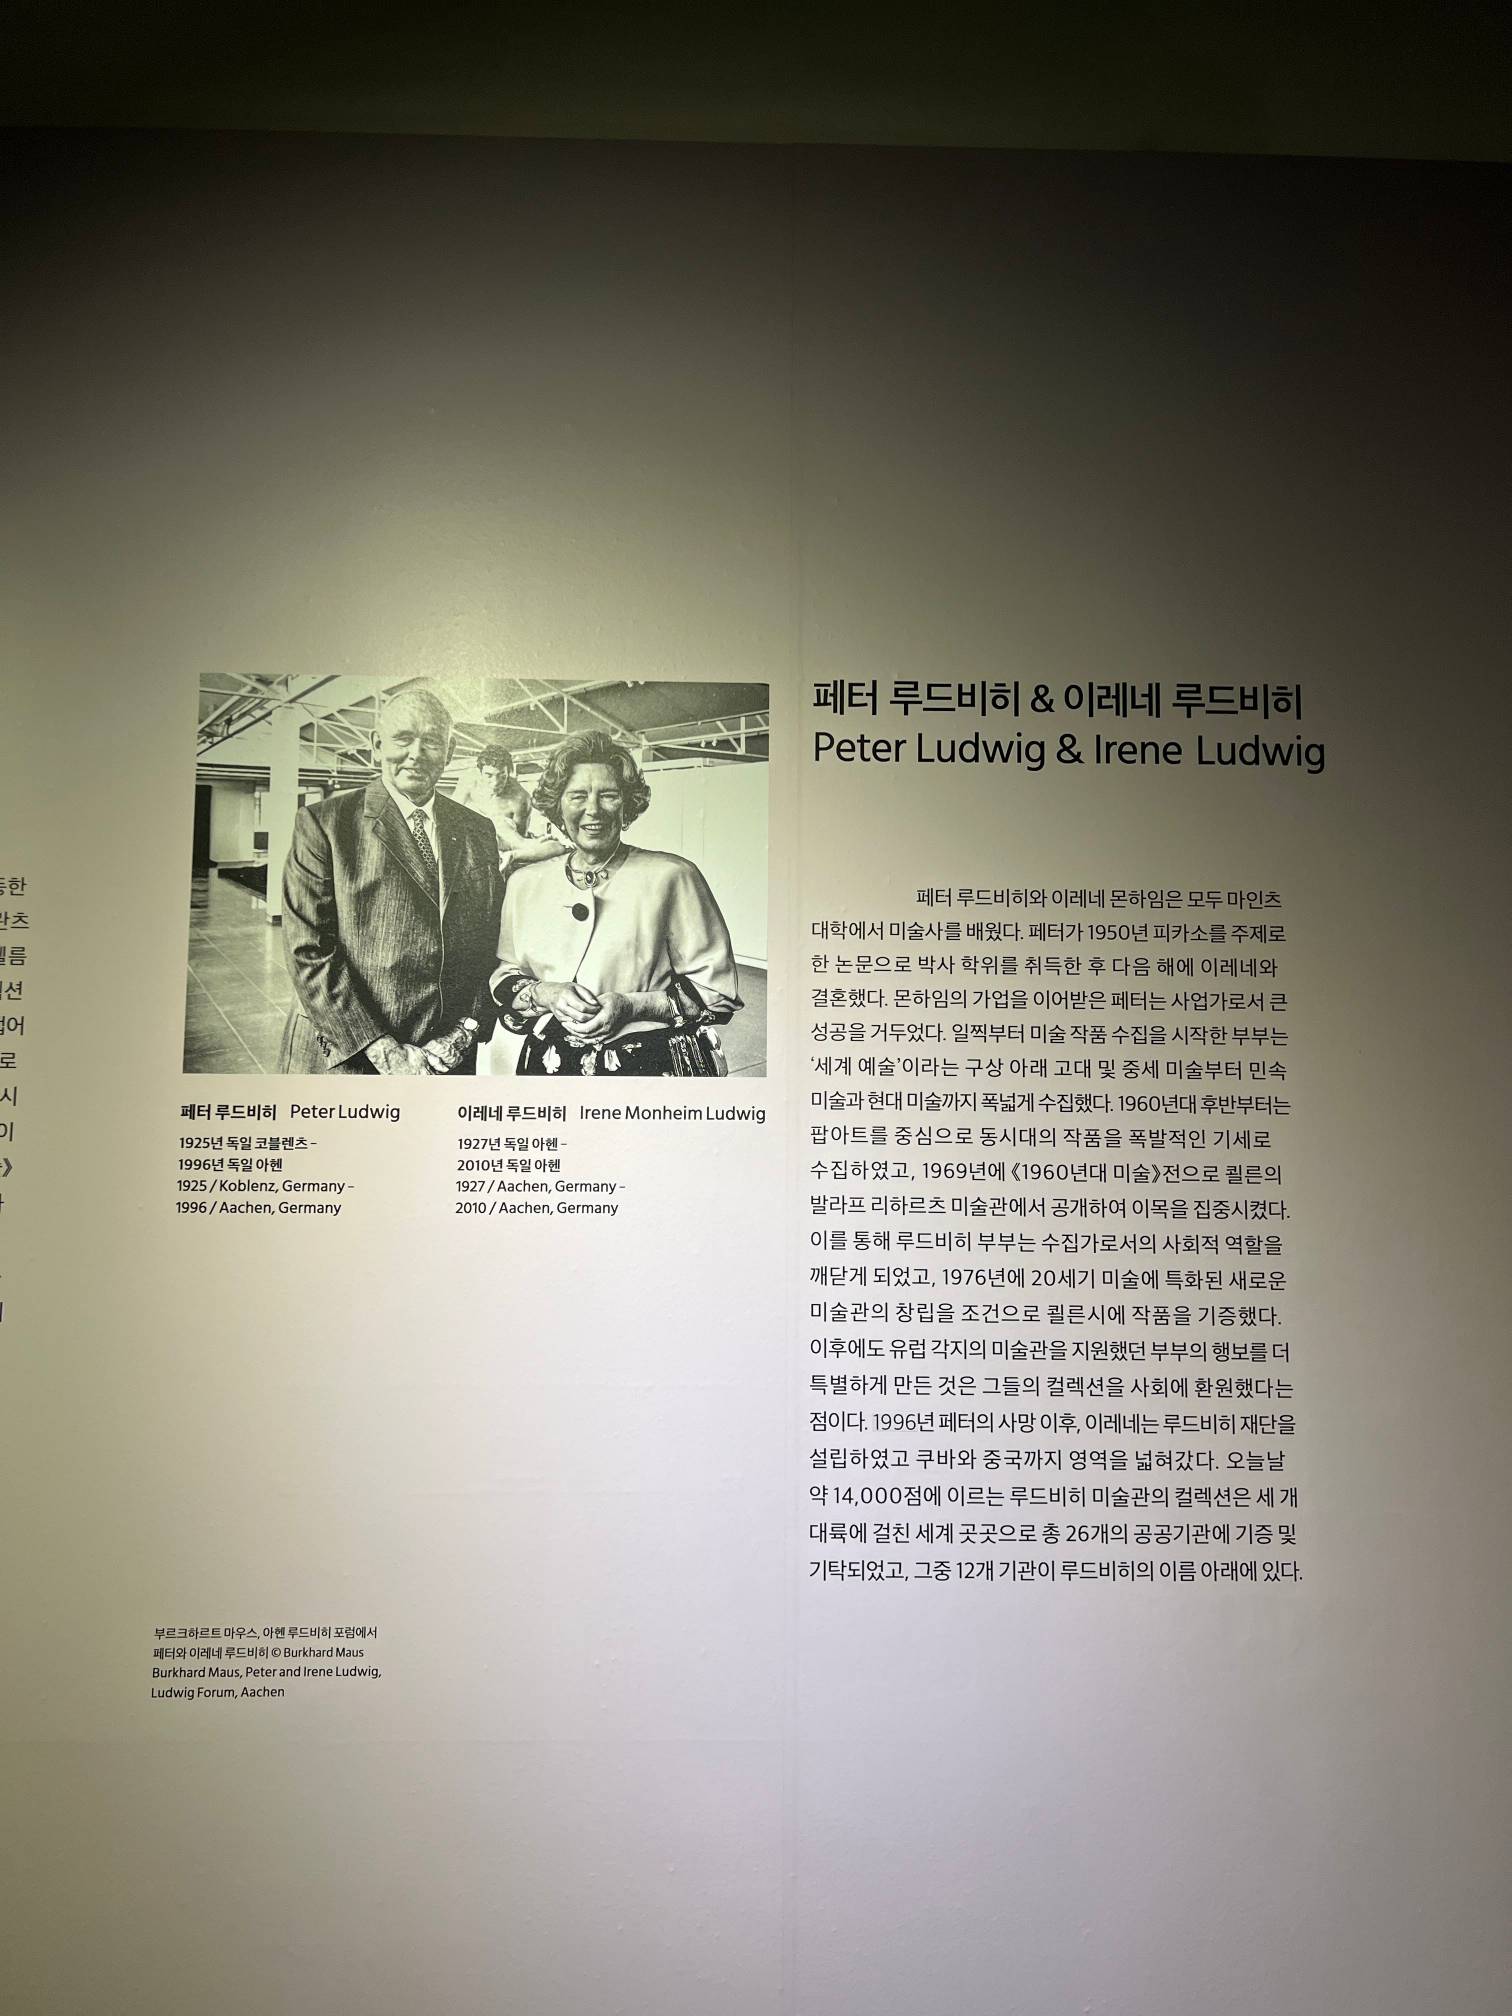 페터 루드비히 & 이레네 루드비히
Peter Ludwig & Irene Ludwig
페터 루드비히와 이레네 몬하임은 모두 마인츠
대학에서 미술사를 배웠다. 페터가 1950년 피카소를 주제로
한 논문으로 박사 학위를 취득한 후 다음 해에 이레네와
결혼했다. 몬하임의 가업을 이어받은 페터는 사업가로서 큰
성공을 거두었다. 일찍부터 미술 작품 수집을 시작한 부부는
‘세계 예술’이라는 구상 아래 고대 및 중세 미술부터 민속
미술과 현대 미술까지 폭넓게 수집했다. 1960년대 후반부터는
팝아트를 중심으로 동시대의 작품을 폭발적인 기세로
수집하였고, 1969년에 《1960년대 미술》전으로 쾰른의
발라프 리하르츠 미술관에서 공개하여 이목을 집중시켰다.
이를 통해 루드비히 부부는 수집가로서의 사회적 역할을
깨닫게 되었고, 1976년에 20세기 미술에 특화된 새로운
미술관의 창립을 조건으로 쾰른시에 작품을 기증했다.
이후에도 유럽 각지의 미술관을 지원했던 부부의 행보를 더
특별하게 만든 것은 그들의 컬렉션을 사회에 환원했다는
점이다. 1996년 페터의 사망 이후, 이레네는 루드비히 재단을
설립하였고 쿠바와 중국까지 영역을 넓혀갔다. 오늘날
약 14,000점에 이르는 루드비히 미술관의 컬렉션은 세 개
대륙에 걸친 세계 곳곳으로 총 26개의 공공기관에 기증 및
기탁되었고, 그중 12개 기관이 루드비히의 이름 아래에 있다.
페터 루드비히 Peter Ludwig
1925년 독일 코블렌츠 –
1996년 독일 아헨
1925 / Koblenz, Germany –
1996 / Aachen, Germany
이레네 루드비히 Irene Monheim Ludwig
1927년 독일 아헨 –
2010년 독일 아헨
1927 / Aachen, Germany –
2010 / Aachen, Germany
부르크하르트 마우스, 아헨 루드비히 포럼에서
페터와 이레네 루드비히 © Burkhard Maus
Burkhard Maus, Peter and Irene Ludwig,
Ludwig Forum, Aachen